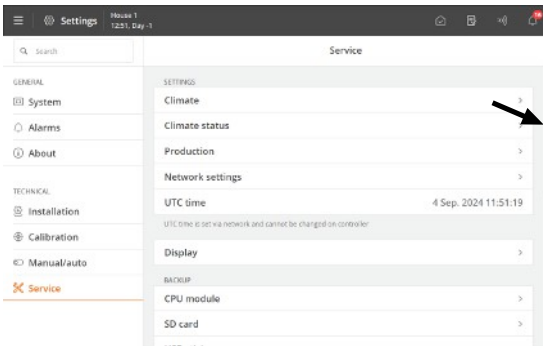 Settings
House 1
12:51, Day -1
Search
Service
GENERAL
System
Alarms
About
TECHNICAL
Installation
Calibration
Manual/auto
Service
SETTINGS
Climate
Climate status
Production
Network settings
UTC time 4 Sep. 2024 11:51:19
UTC time is set via network and cannot be changed on controller
Display
BACKUP
CPU module
SD card